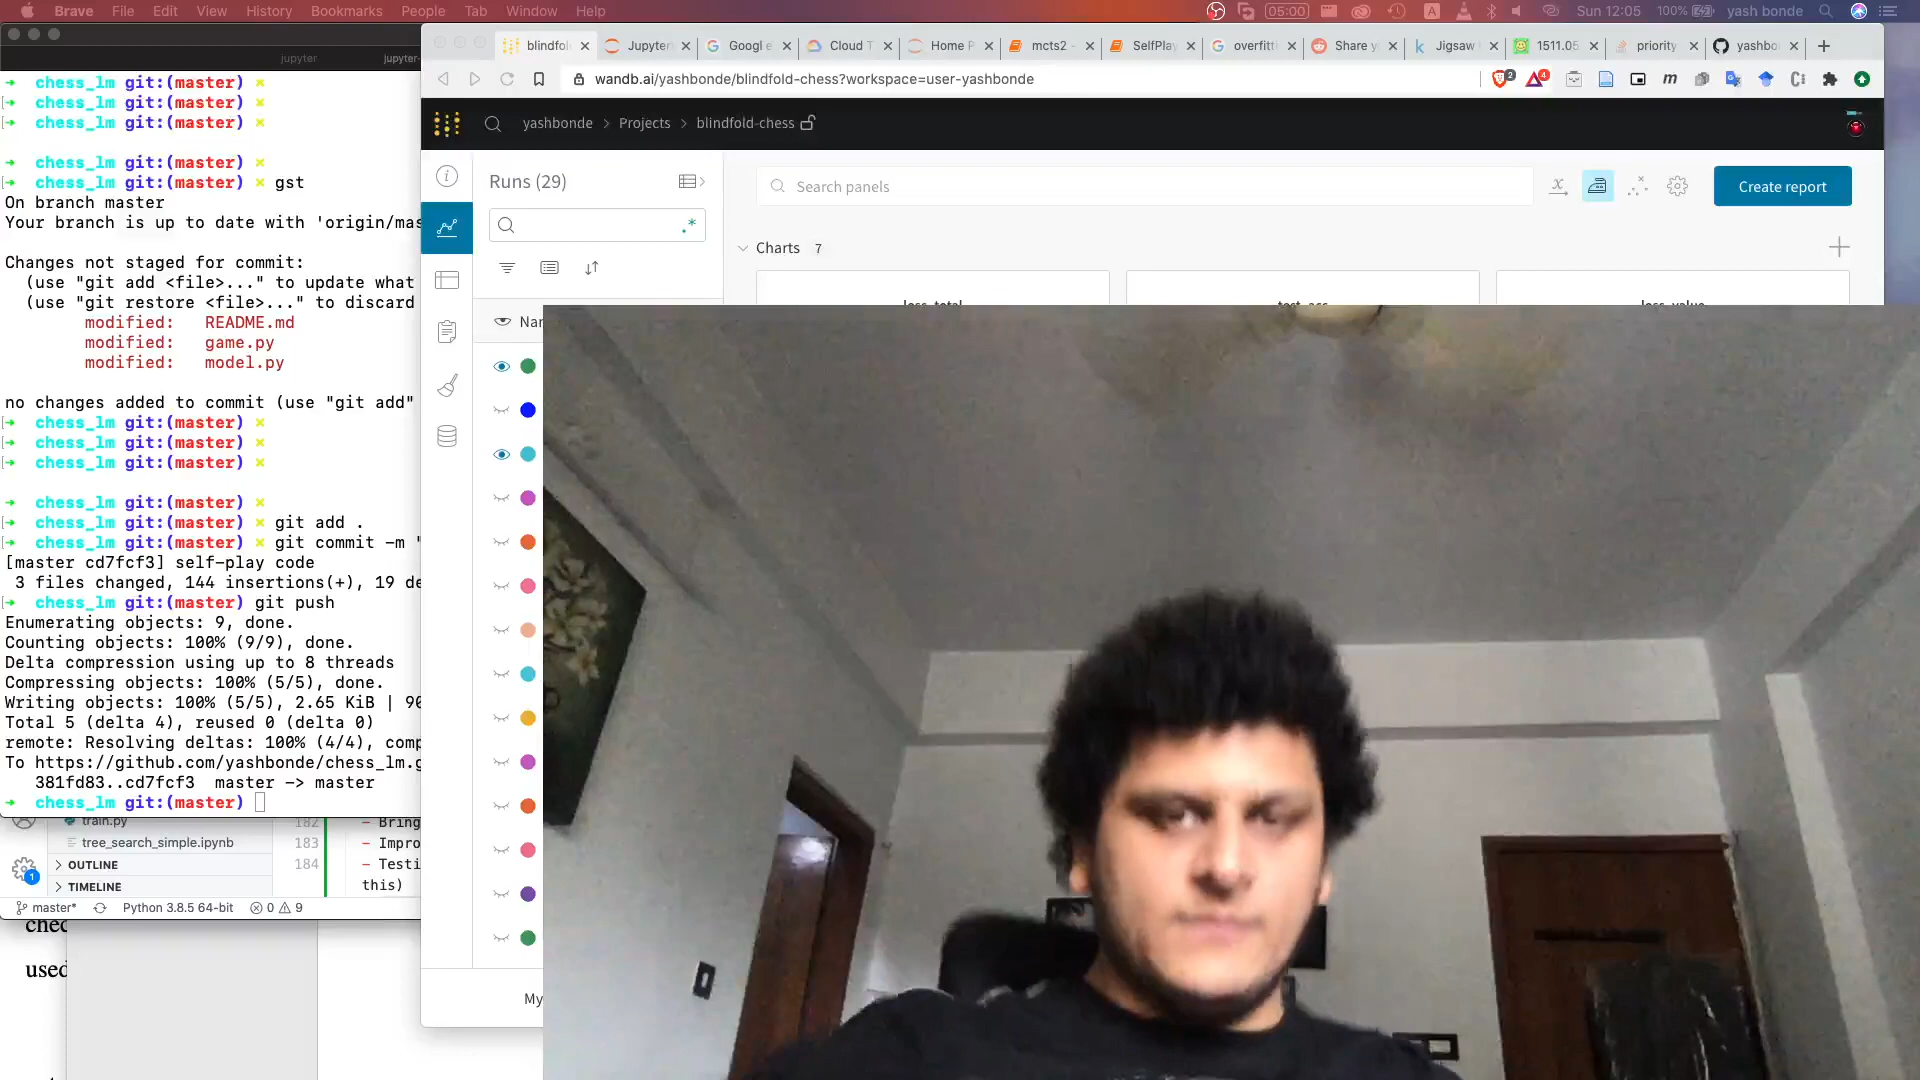 Brave File Edit View History Bookmarks People Tab Window Help
05:00 Sun 12:05 100% yash bonde
jupyter
jupyter-
chess_lm git:(master) ×
chess_lm git:(master) ×
chess_lm git:(master) ×
chess_lm git:(master) ×
chess_lm git:(master) × gst
On branch master
Your branch is up to date with 'origin/mas
Changes not staged for commit:
(use "git add <file>..." to update what
(use "git restore <file>..." to discard
modified: README.md
modified: game.py
modified: model.py
no changes added to commit (use "git add"
chess_lm git:(master) ×
chess_lm git:(master) ×
chess_lm git:(master) ×
chess_lm git:(master) ×
chess_lm git:(master) × git add .
chess_lm git:(master) × git commit -m "
[master cd7fcf3] self-play code
3 files changed, 144 insertions(+), 19 de
chess_lm git:(master) git push
Enumerating objects: 9, done.
Counting objects: 100% (9/9), done.
Delta compression using up to 8 threads
Compressing objects: 100% (5/5), done.
Writing objects: 100% (5/5), 2.65 KiB | 90
Total 5 (delta 4), reused 0 (delta 0)
remote: Resolving deltas: 100% (4/4), comp
To https://github.com/yashbonde/chess_lm.g
381fd83..cd7fcf3 master -> master
chess_lm git:(master)
train.py
tree_search_simple.ipynb
OUTLINE
TIMELINE
182 - Bring
183 - Impro
184 - Testi
this)
master* Python 3.8.5 64-bit 0 9
chec
used
blindfol Jupyter Googl e Cloud T Home P mcts2 - SelfPlay overfitti Share y Jigsaw 1511.05 priority yashbo
wandb.ai/yashbonde/blindfold-chess?workspace=user-yashbonde
yashbonde > Projects > blindfold-chess
Runs (29)
Search panels
Create report
Charts 7
loss_total
test_acc
loss_value
Nar
My